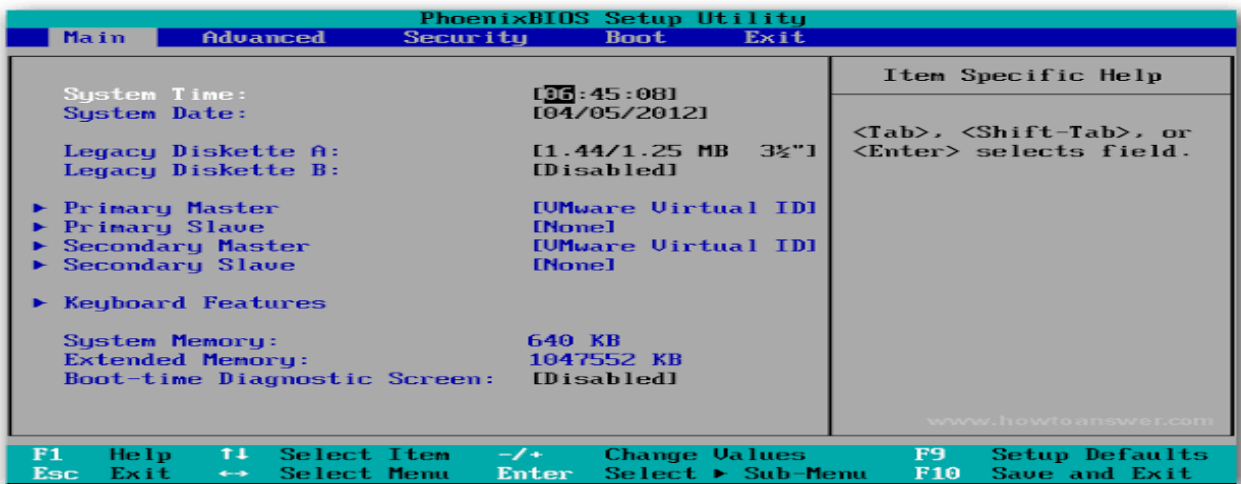 PhoenixBIOS Setup Utility
Main Advanced Security Boot Exit
Item Specific Help
System Time: [06:45:08]
System Date: [04/05/2012]
<Tab>, <Shift-Tab>, or
<Enter> selects field.
Legacy Diskette A: [1.44/1.25 MB 3½"]
Legacy Diskette B: [Disabled]
► Primary Master [VMware Virtual ID]
► Primary Slave [None]
► Secondary Master [VMware Virtual ID]
► Secondary Slave [None]
► Keyboard Features
System Memory: 640 KB
Extended Memory: 1047552 KB
Boot-time Diagnostic Screen: [Disabled]
www.howtoanswer.com
F1 Help ↑↓ Select Item -/+ Change Values F9 Setup Defaults
Esc Exit ↔ Select Menu Enter Select ► Sub-Menu F10 Save and Exit